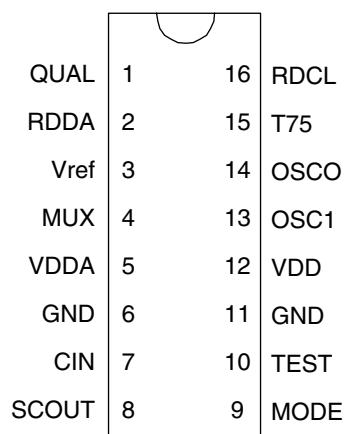 QUAL 1 16 RDCL
RDDA 2 15 T75
Vref 3 14 OSCO
MUX 4 13 OSC1
VDDA 5 12 VDD
GND 6 11 GND
CIN 7 10 TEST
SCOUT 8 9 MODE